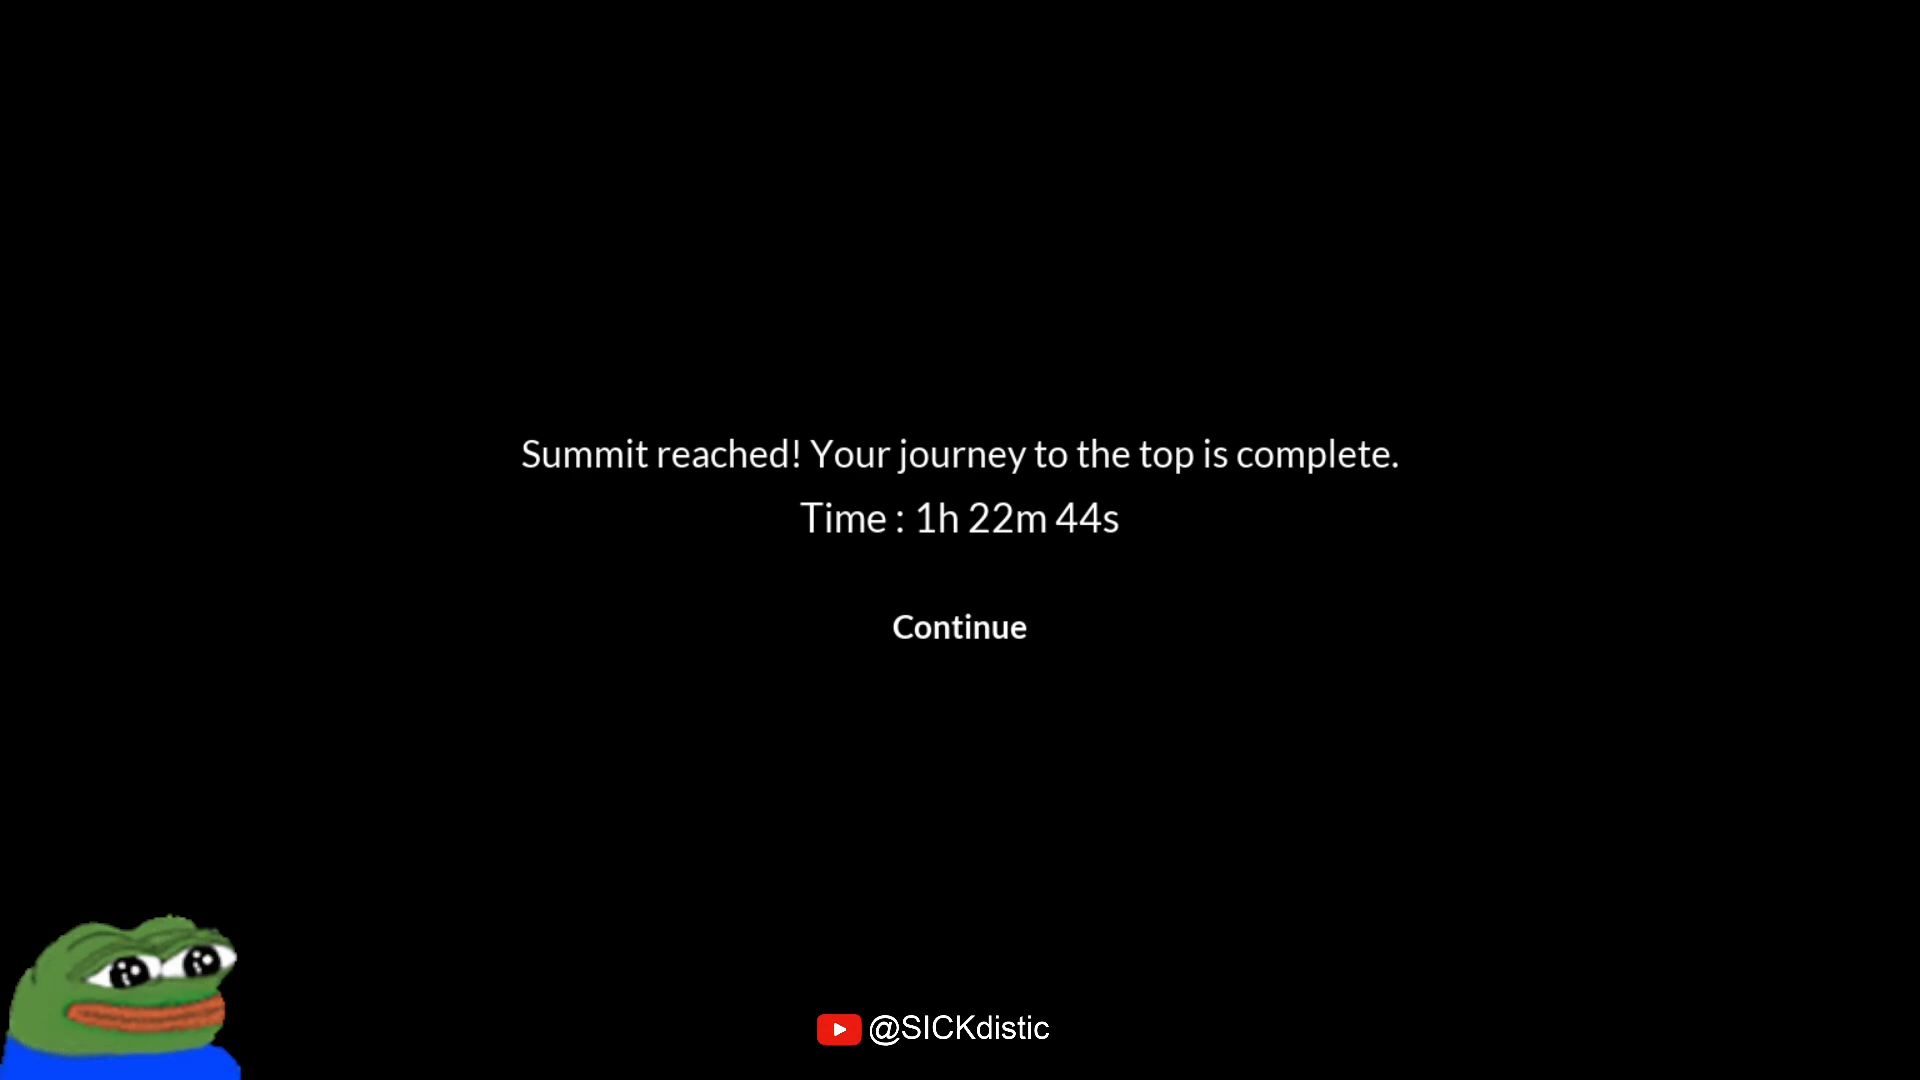 Summit reached! Your journey to the top is complete.
Time : 1h 22m 44s
Continue
@SICKdistic